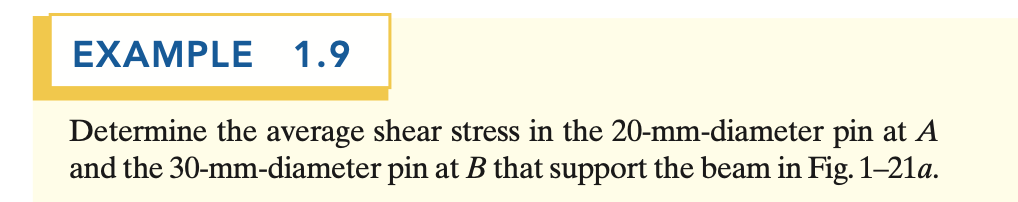 EXAMPLE 1.9
Determine the average shear stress in the 20-mm-diameter pin at A
and the 30-mm-diameter pin at B that support the beam in Fig. 1–21a.